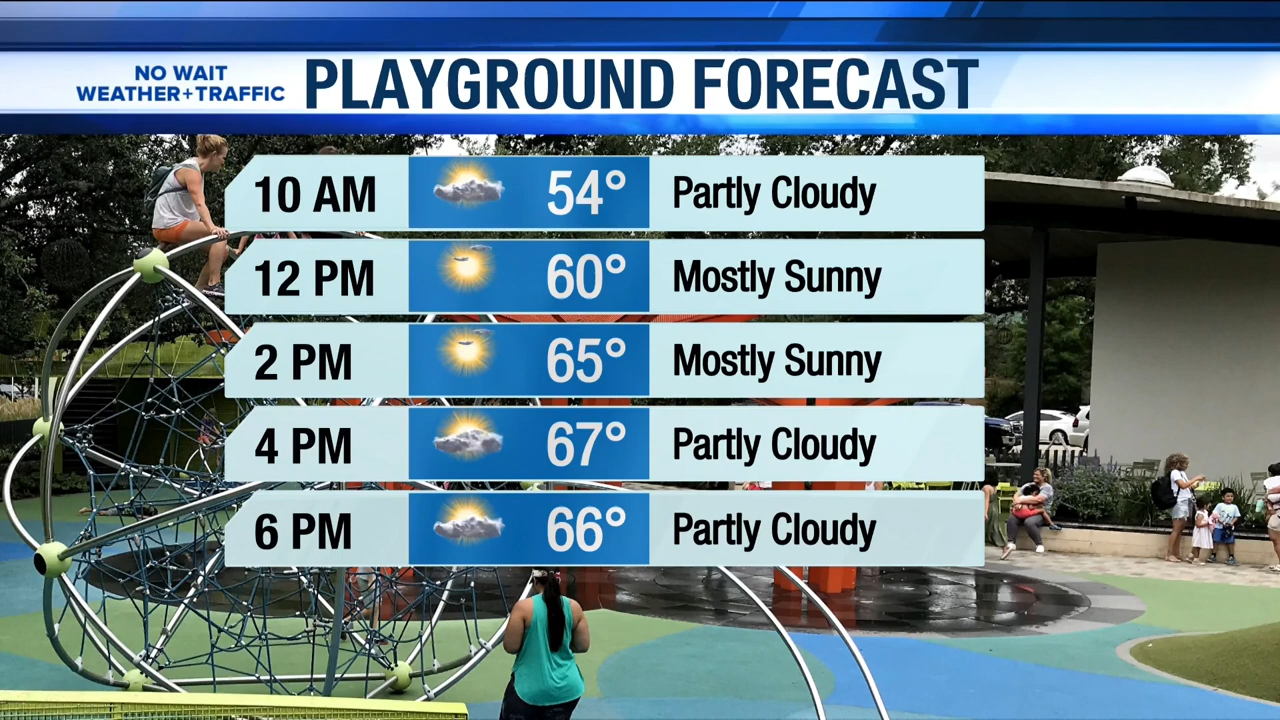 NO WAIT
WEATHER+TRAFFIC
PLAYGROUND FORECAST
10 AM 54° Partly Cloudy
12 PM 60° Mostly Sunny
2 PM 65° Mostly Sunny
4 PM 67° Partly Cloudy
6 PM 66° Partly Cloudy